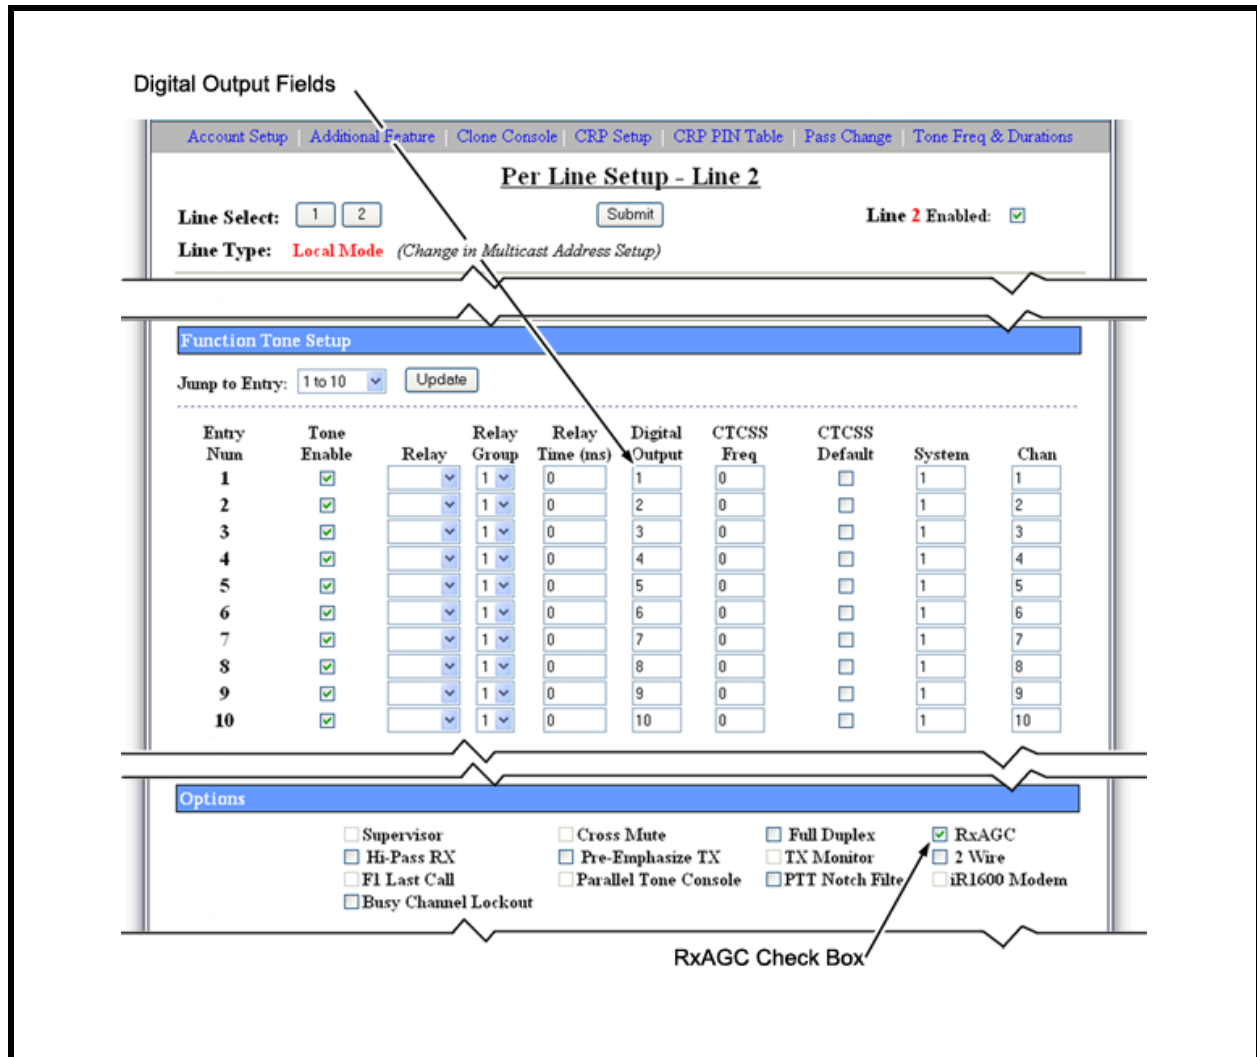 Digital Output Fields
Account Setup | Additional Feature | Clone Console | CRP Setup | CRP PIN Table | Pass Change | Tone Freq & Durations
Per Line Setup - Line 2
Line Select: 1 2 Submit Line 2 Enabled:
Line Type: Local Mode (Change in Multicast Address Setup)
Function Tone Setup
Jump to Entry: 1 to 10 Update
Entry Num Tone Enable Relay Relay Group Relay Time (ms) Digital Output CTCSS Freq CTCSS Default System Chan
1 1 0 1 0 1 1
2 1 0 2 0 1 2
3 1 0 3 0 1 3
4 1 0 4 0 1 4
5 1 0 5 0 1 5
6 1 0 6 0 1 6
7 1 0 7 0 1 7
8 1 0 8 0 1 8
9 1 0 9 0 1 9
10 1 0 10 0 1 10
Options
Supervisor Cross Mute Full Duplex RxAGC
Hi-Pass RX Pre-Emphasize TX TX Monitor 2 Wire
F1 Last Call Parallel Tone Console PTT Notch Filte iR1600 Modem
Busy Channel Lockout
RxAGC Check Box